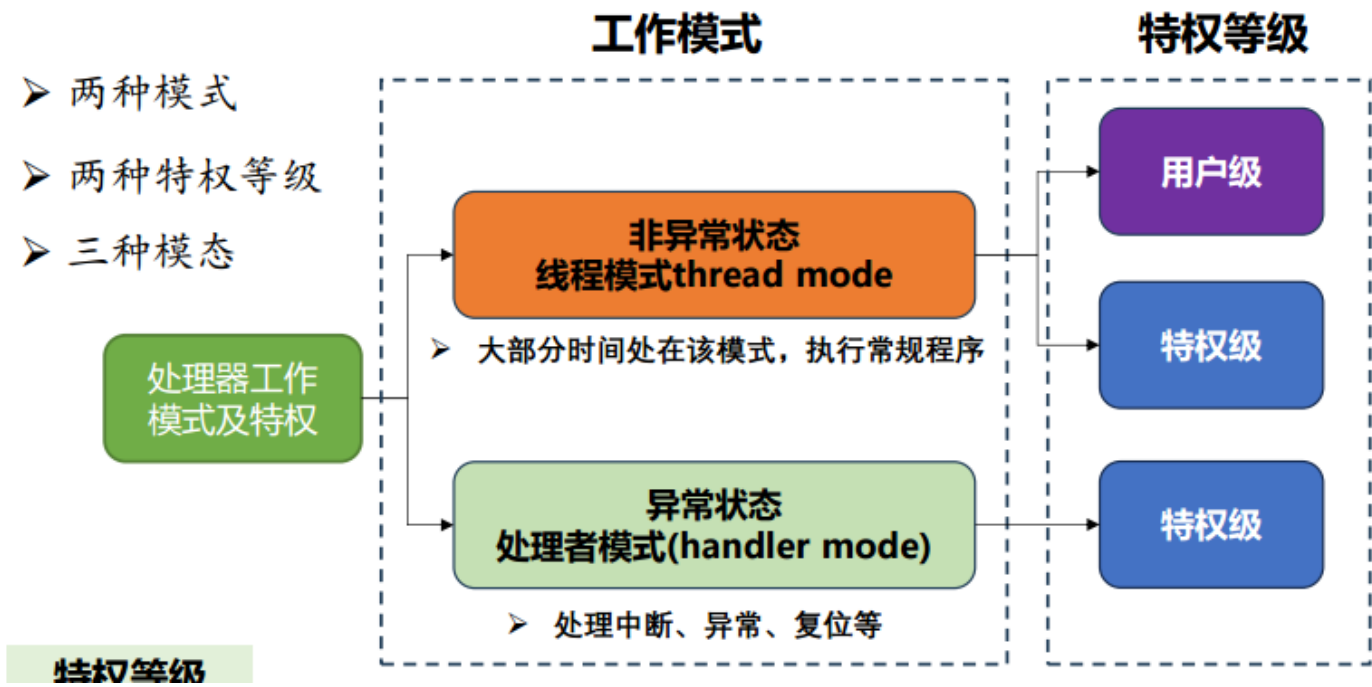 工作模式
特权等级
➢ 两种模式
➢ 两种特权等级
➢ 三种模态
处理器工作
模式及特权
非异常状态
线程模式thread mode
➢ 大部分时间处在该模式，执行常规程序
异常状态
处理者模式(handler mode)
➢ 处理中断、异常、复位等
用户级
特权级
特权级
特权等级